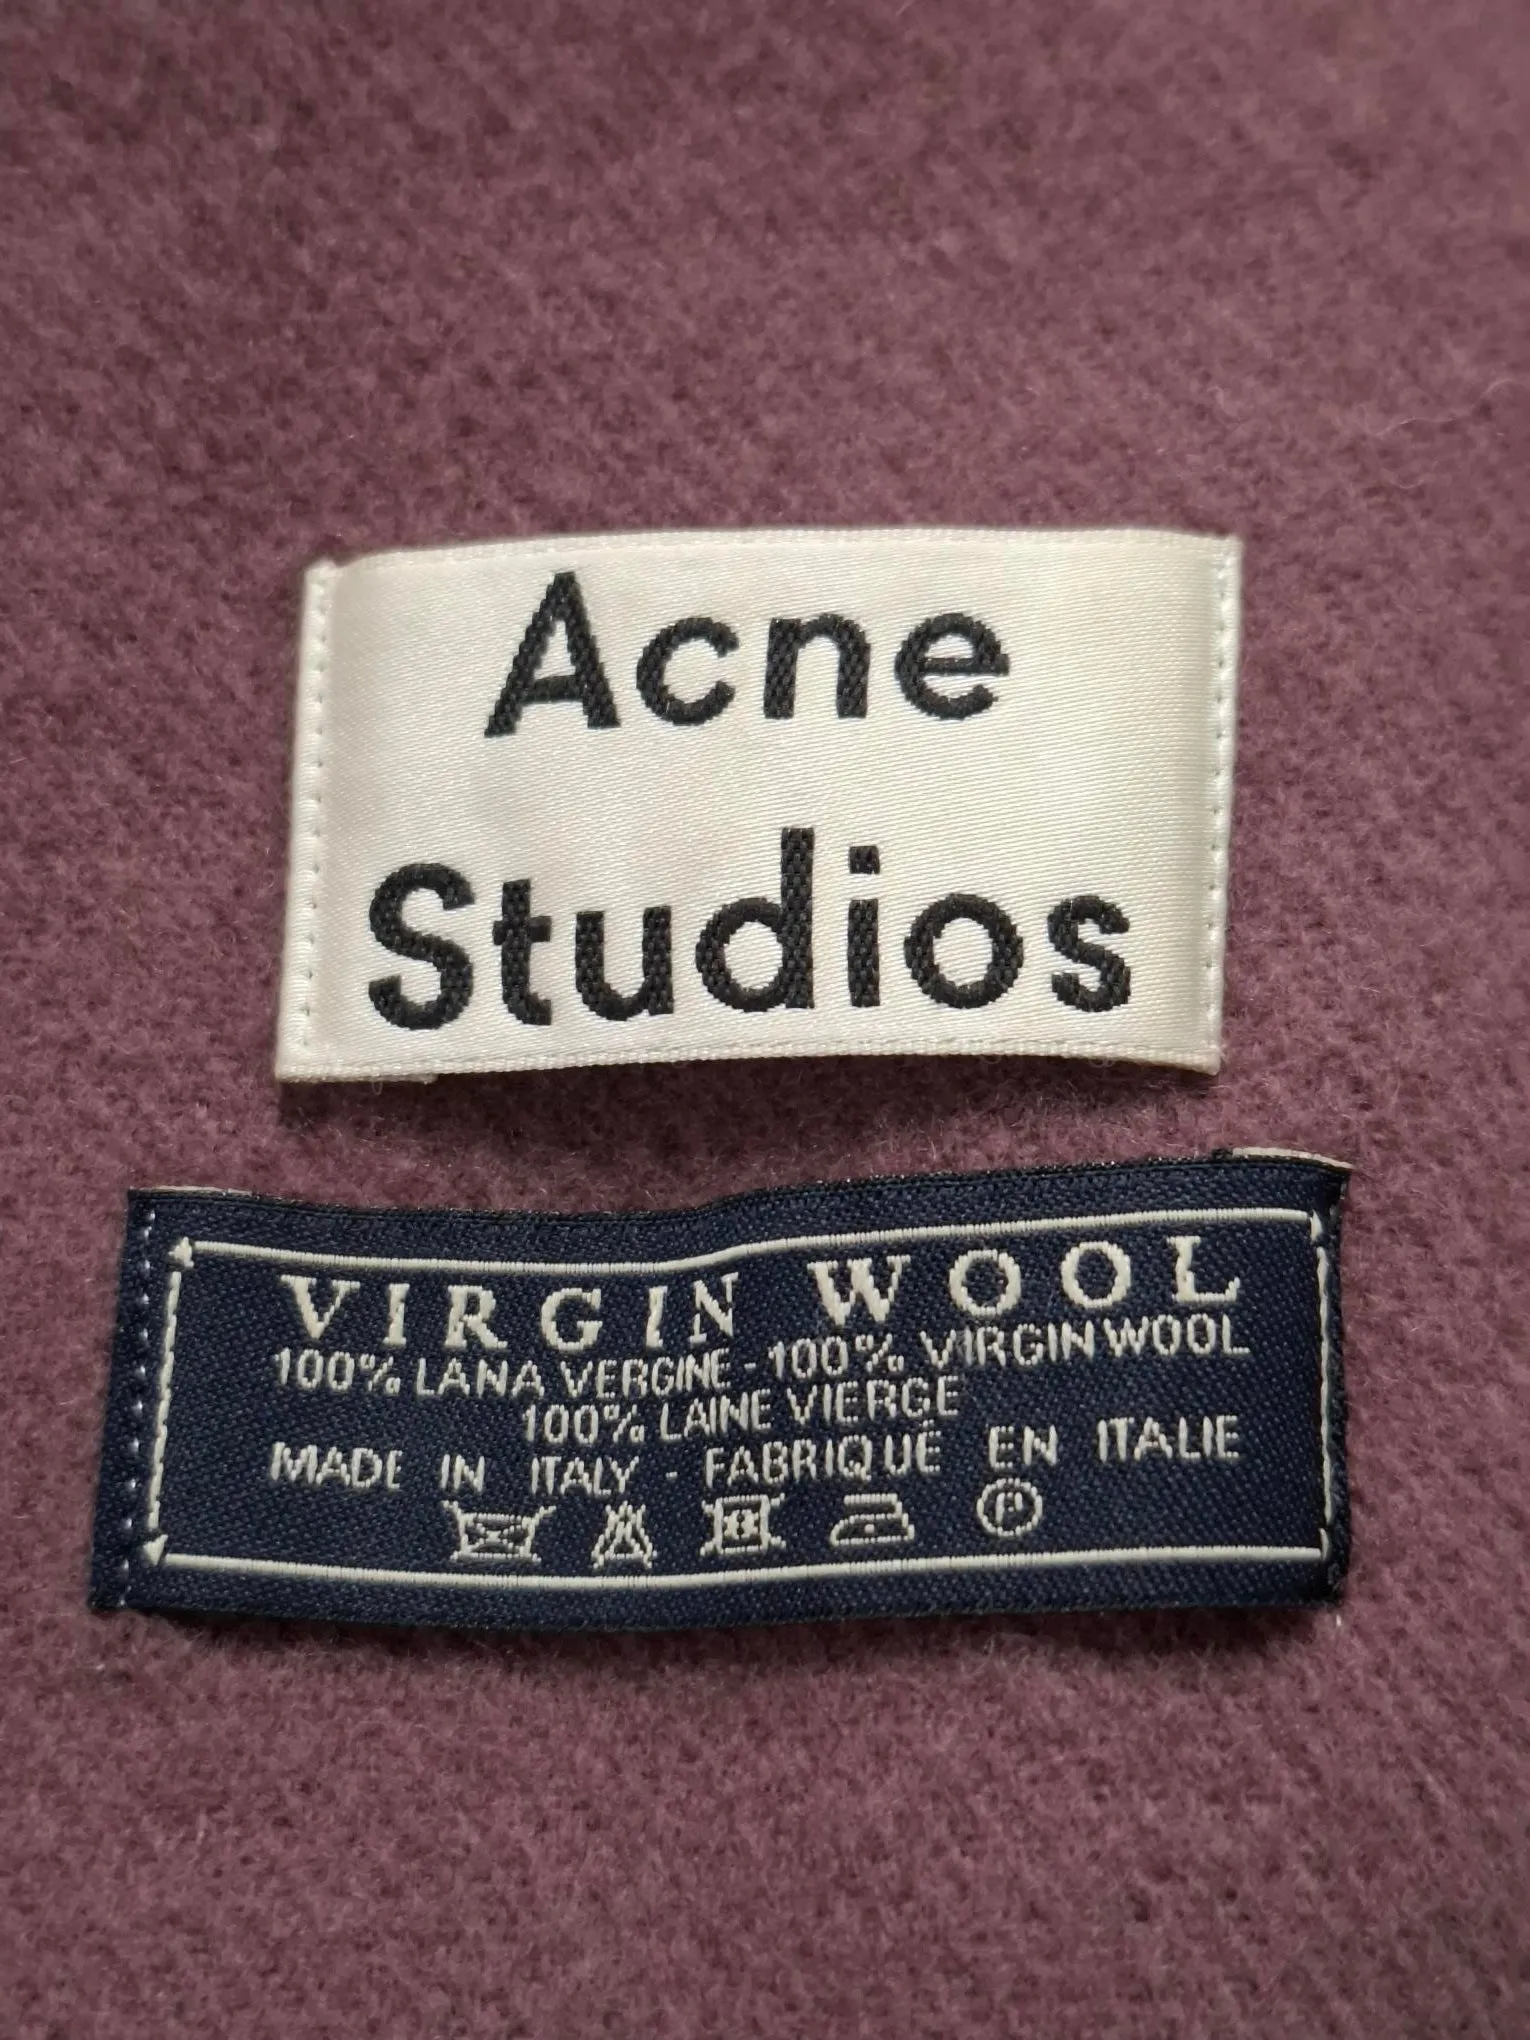 Acne
Studios
VIRGIN WOOL
100% LANA VERGINE - 100% VIRGIN WOOL
100% LAINE VIERGE
MADE IN ITALY - FABRIQUÉ EN ITALIE
P